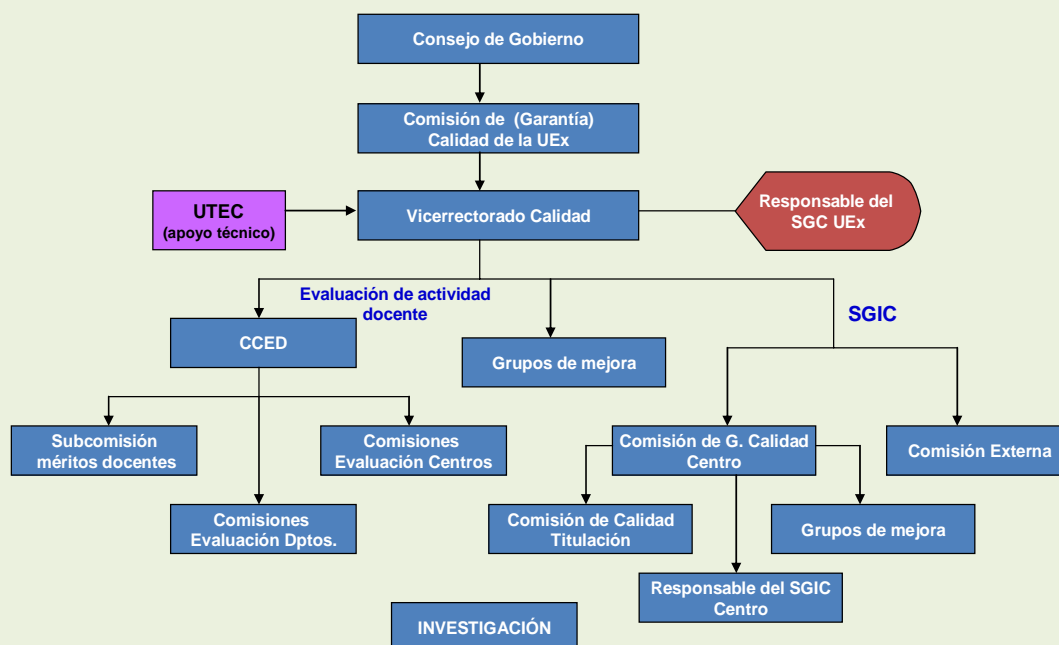 Consejo de Gobierno
Comisión de (Garantía)
Calidad de la UEx
UTEC
(apoyo técnico)
Vicerrectorado Calidad
Responsable del
SGC UEx
Evaluación de actividad
docente
SGIC
CCED
Grupos de mejora
Subcomisión
méritos docentes
Comisiones
Evaluación Centros
Comisión de G. Calidad
Centro
Comisión Externa
Comisiones
Evaluación Dptos.
Comisión de Calidad
Titulación
Grupos de mejora
Responsable del SGIC
Centro
INVESTIGACIÓN